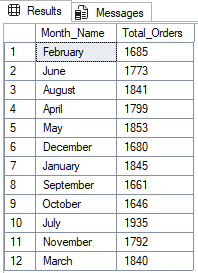 Results Messages
Month_Name Total_Orders
1 February 1685
2 June 1773
3 August 1841
4 April 1799
5 May 1853
6 December 1680
7 January 1845
8 September 1661
9 October 1646
10 July 1935
11 November 1792
12 March 1840